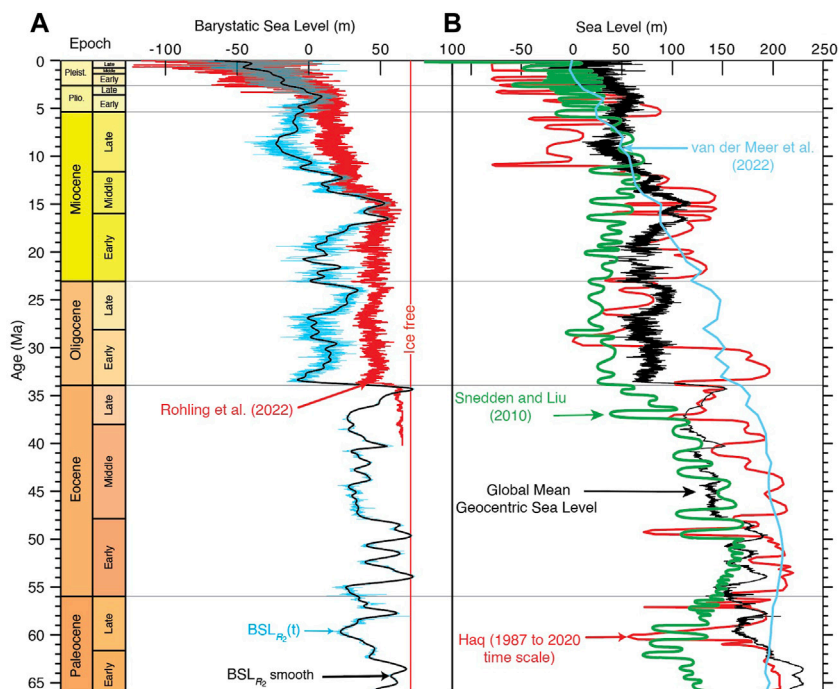 A
B
Barystatic Sea Level (m)
Sea Level (m)
Epoch
-100 -50 0 50
100 -50 0 50 100 150 200 250
Age (Ma)
0
5
10
15
20
25
30
35
40
45
50
55
60
65
Pleist.
Late
Middle
Early
Plio.
Late
Early
Miocene
Late
Middle
Early
Oligocene
Late
Early
Eocene
Late
Middle
Early
Paleocene
Late
Early
Ice free
Rohling et al. (2022)
BSL R2(t)
BSL R2 smooth
van der Meer et al.
(2022)
Snedden and Liu
(2010)
Global Mean
Geocentric Sea Level
Haq (1987 to 2020
time scale)